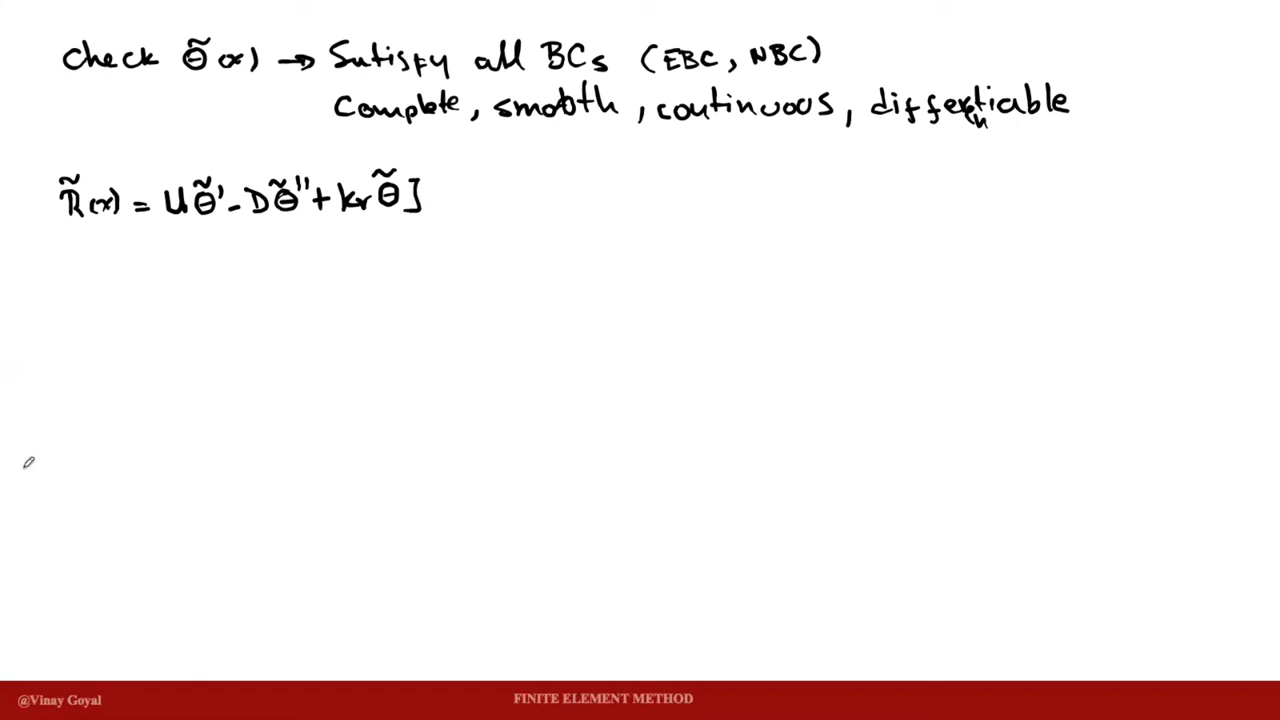 Check Θ̃(x) → Satisfy all BCs (EBC, NBC)
Complete, smooth, continuous, differentiable
R̃(x) = UΘ̃' - DΘ̃'' + krΘ̃]
@Vinay Goyal
FINITE ELEMENT METHOD